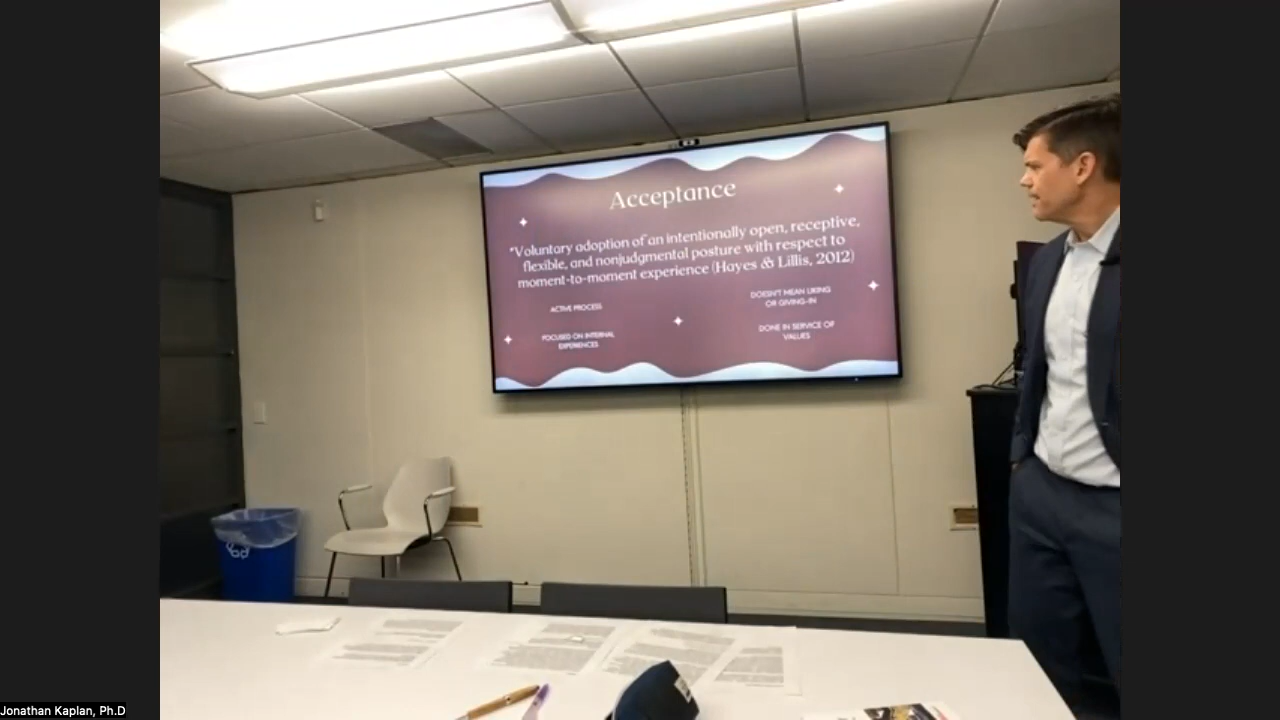 Acceptance
"Voluntary adoption of an intentionally open, receptive,
flexible, and nonjudgmental posture with respect to
moment-to-moment experience (Hayes & Lillis, 2012)
ACTIVE PROCESS
FOCUSED ON INTERNAL
EXPERIENCES
DOESN'T MEAN LIKING
OR GIVING-IN
DONE IN SERVICE OF
VALUES
Jonathan Kaplan, Ph.D